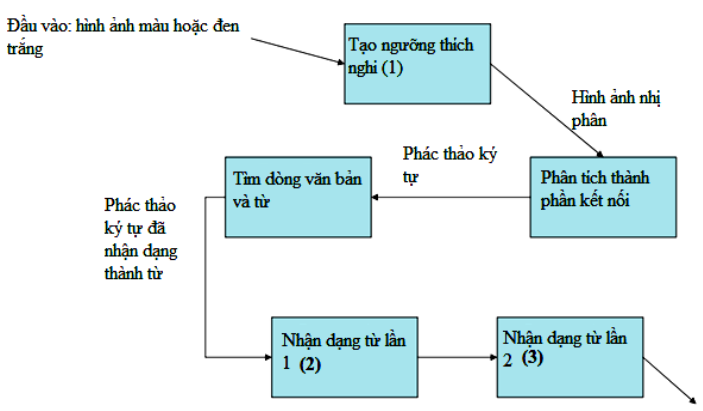 Đầu vào: hình ảnh màu hoặc đen
trắng
Tạo ngưỡng thích
nghi (1)
Hình ảnh nhị
phân
Phác thảo ký
tự
Tìm dòng văn bản
và từ
Phân tích thành
phần kết nối
Phác thảo
ký tự đã
nhận dạng
thành từ
Nhận dạng từ lần
1 (2)
Nhận dạng từ lần
2 (3)